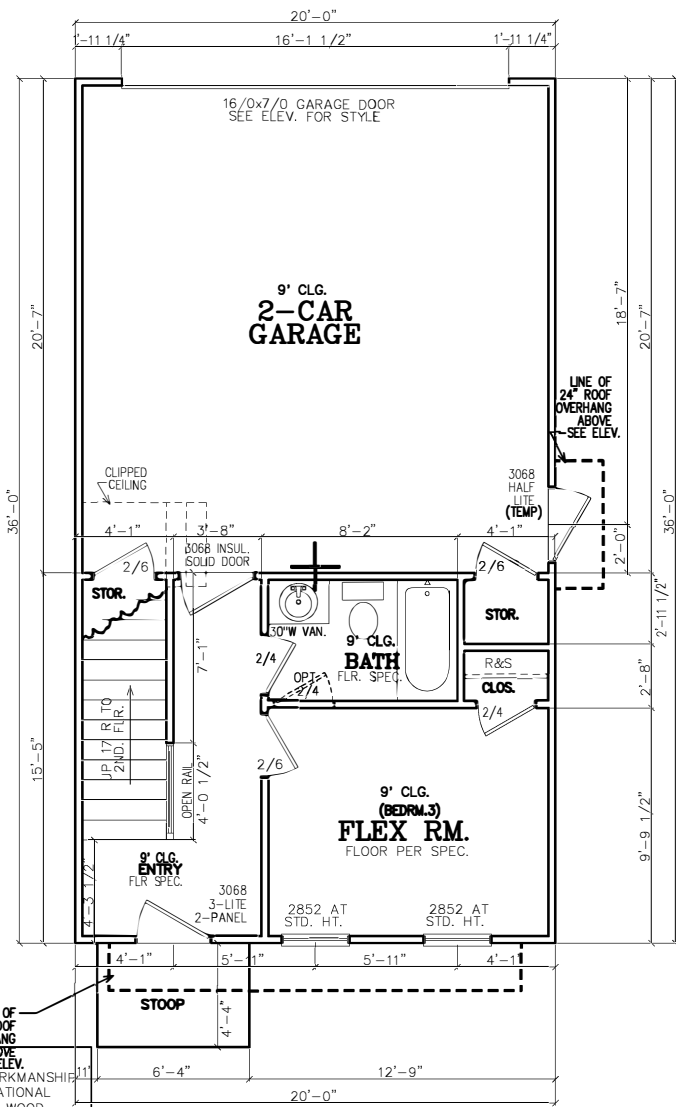 20'-0"
1'-11 1/4" 16'-1 1/2" 1'-11 1/4"
16/0x7/0 GARAGE DOOR
SEE ELEV. FOR STYLE
9' CLG.
2-CAR
GARAGE
20'-7"
36'-0"
18'-7"
20'-7"
36'-0"
LINE OF
24" ROOF
OVERHANG
ABOVE
SEE ELEV.
CLIPPED
CEILING
3068
HALF
LITE
(TEMP)
4'-1" 3'-8" 8'-2" 4'-1"
2'-0"
3068 INSUL.
SOLID DOOR
2/6
STOR.
2/6
STOR.
2'-11 1/2"
30"W VAN.
9' CLG.
BATH
FLR. SPEC.
2/4
OPT.
2/4
7'-1"
R&S
CLOS.
2/4
2'-8"
UP 17 R TO
2ND. FLR.
15'-5"
OPEN RAIL
4'-0 1/2"
2/6
9' CLG.
(BEDRM.3)
FLEX RM.
FLOOR PER SPEC.
9'-9 1/2"
9' CLG.
ENTRY
FLR SPEC.
4'-3 1/2"
3068
3-LITE
2-PANEL
2852 AT
STD. HT.
2852 AT
STD. HT.
4'-1" 5'-11" 5'-11" 4'-1"
STOOP
4'-4"
OF
ELEV.
11" 6'-4" 12'-9"
ATIONAL
WOOD
20'-0"